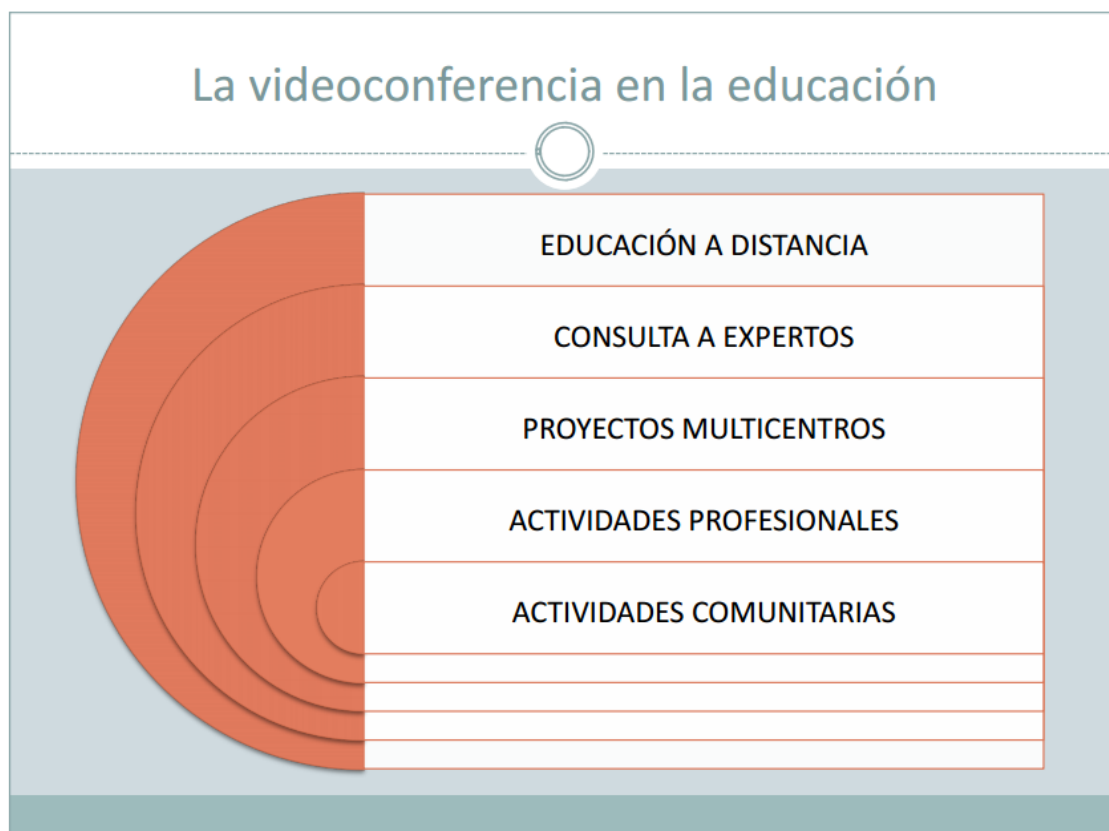 La videoconferencia en la educación
EDUCACIÓN A DISTANCIA
CONSULTA A EXPERTOS
PROYECTOS MULTICENTROS
ACTIVIDADES PROFESIONALES
ACTIVIDADES COMUNITARIAS